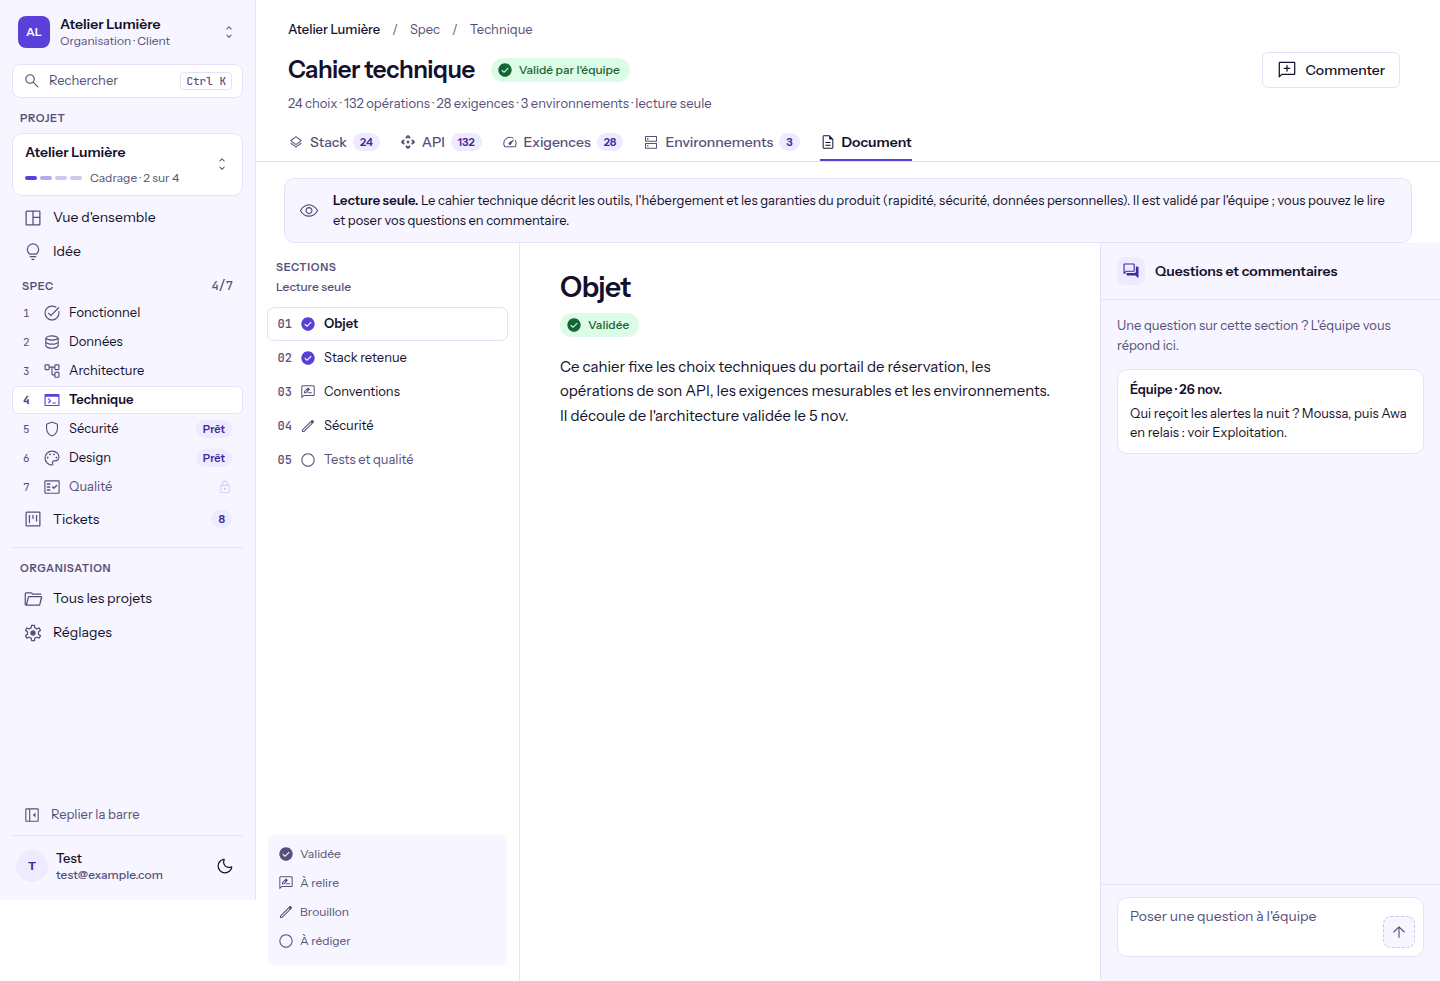 AL
Atelier Lumière
Organisation · Client
Rechercher
Ctrl K
PROJET
Atelier Lumière
Cadrage · 2 sur 4
Vue d'ensemble
Idée
SPEC
4/7
1 Fonctionnel
2 Données
3 Architecture
4 Technique
5 Sécurité Prêt
6 Design Prêt
7 Qualité
Tickets 8
ORGANISATION
Tous les projets
Réglages
Replier la barre
T
Test
test@example.com
Atelier Lumière / Spec / Technique
Cahier technique
Validé par l'équipe
Commenter
24 choix · 132 opérations · 28 exigences · 3 environnements · lecture seule
Stack 24
API 132
Exigences 28
Environnements 3
Document
Lecture seule. Le cahier technique décrit les outils, l'hébergement et les garanties du produit (rapidité, sécurité, données personnelles). Il est validé par l'équipe ; vous pouvez le lire
et poser vos questions en commentaire.
SECTIONS
Lecture seule
01 Objet
02 Stack retenue
03 Conventions
04 Sécurité
05 Tests et qualité
Validée
À relire
Brouillon
À rédiger
Objet
Validée
Ce cahier fixe les choix techniques du portail de réservation, les
opérations de son API, les exigences mesurables et les environnements.
Il découle de l'architecture validée le 5 nov.
Questions et commentaires
Une question sur cette section ? L'équipe vous
répond ici.
Équipe · 26 nov.
Qui reçoit les alertes la nuit ? Moussa, puis Awa
en relais : voir Exploitation.
Poser une question à l'équipe